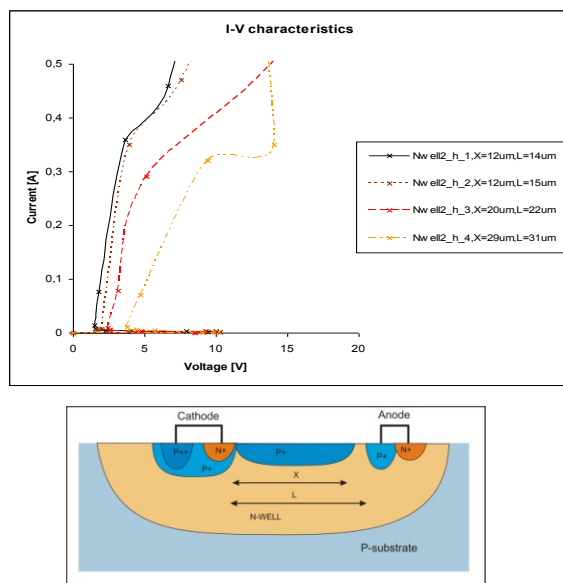 I-V characteristics
0,5
0,4
0,3
0,2
0,1
0
Current [A]
0 5 10 15 20
Voltage [V]
Nw ell2_h_1,X=12um,L=14um
Nw ell2_h_2,X=12um,L=15um
Nw ell2_h_3,X=20um,L=22um
Nw ell2_h_4,X=29um,L=31um
Cathode Anode
P++ N+ P+ P+ N+
P+
X
L
N-WELL
P-substrate